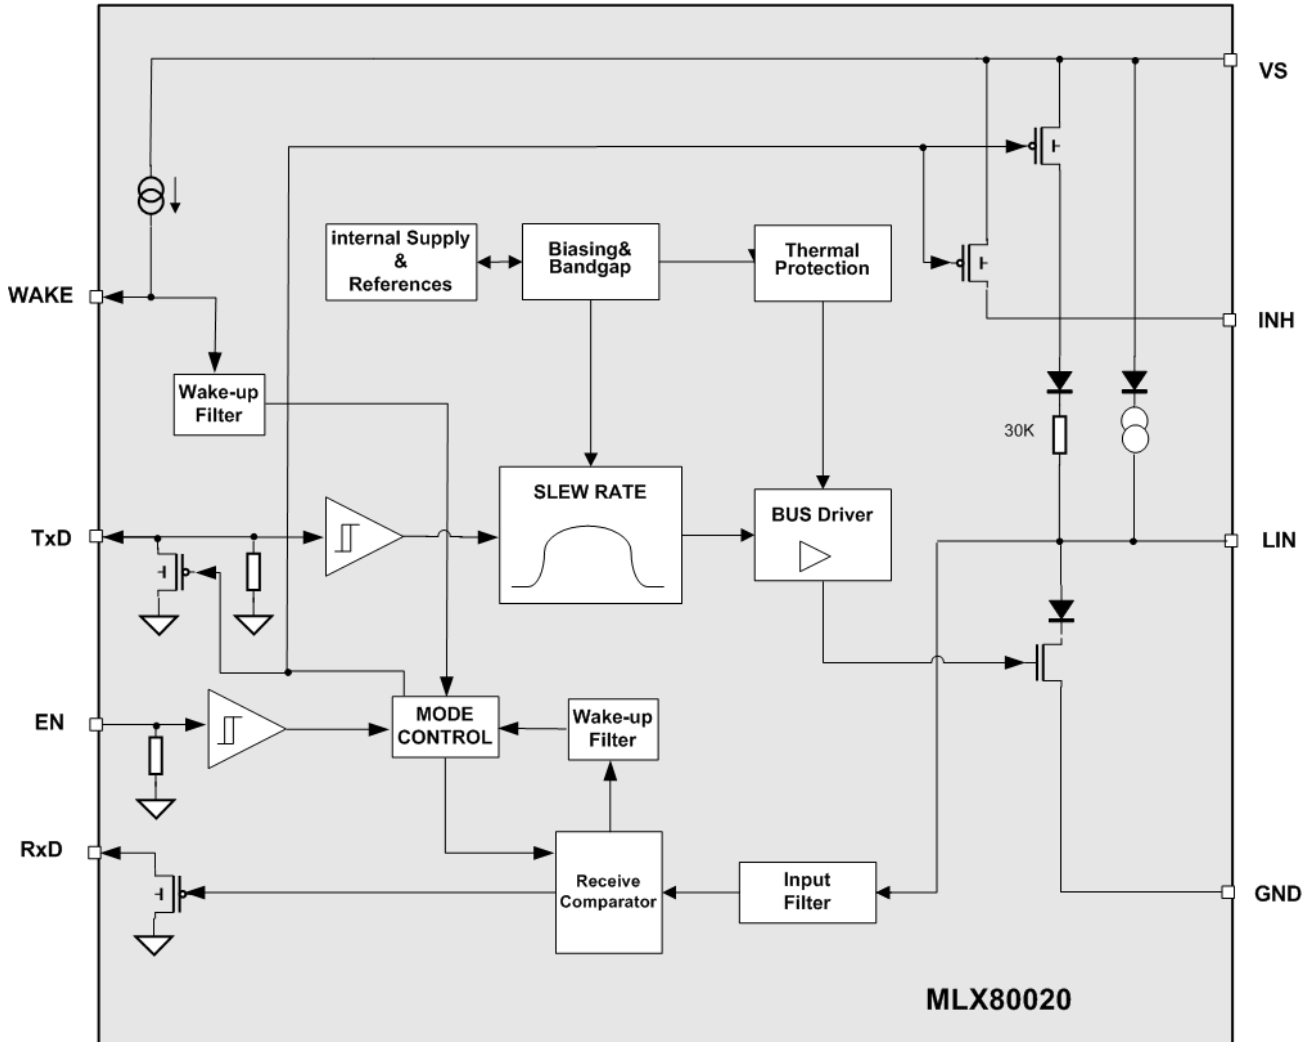 VS
internal Supply
&
References
Biasing&
Bandgap
Thermal
Protection
WAKE
INH
Wake-up
Filter
30K
SLEW RATE
BUS Driver
TxD
LIN
EN
MODE
CONTROL
Wake-up
Filter
RxD
Receive
Comparator
Input
Filter
GND
MLX80020